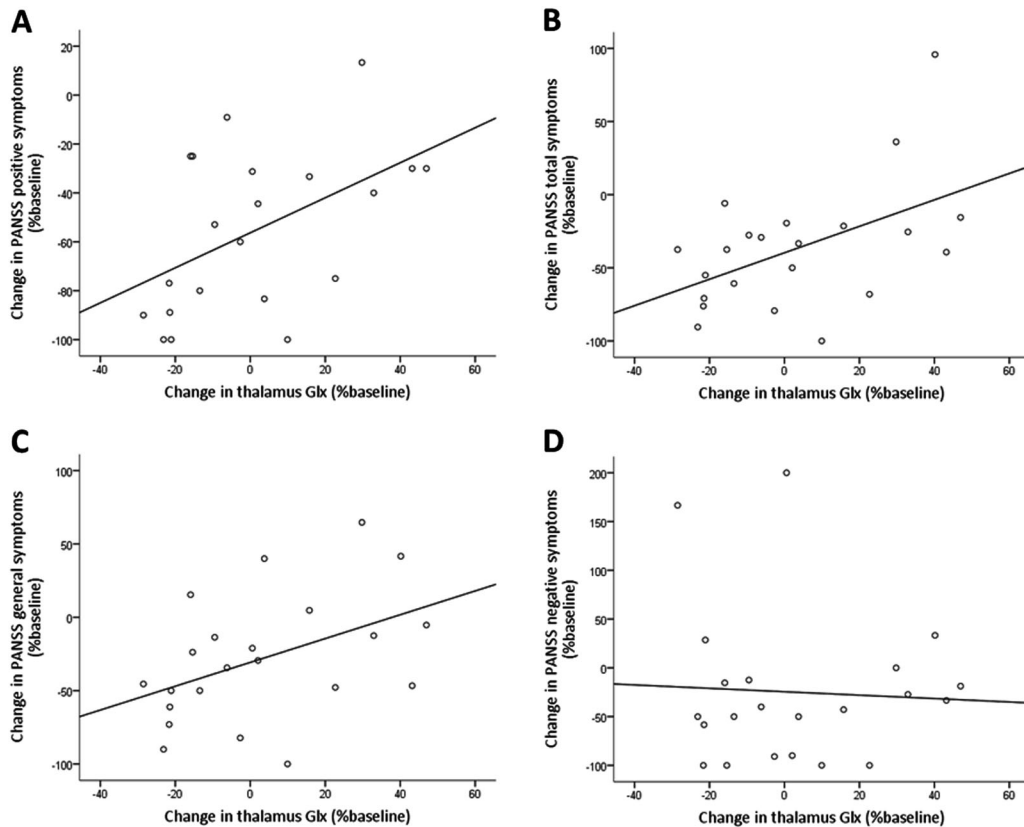 A
Change in PANSS positive symptoms
(%baseline)
20
0
-20
-40
-60
-80
-100
-40 -20 0 20 40 60
Change in thalamus Glx (%baseline)
B
Change in PANSS total symptoms
(%baseline)
100
50
0
-50
-100
-40 -20 0 20 40 60
Change in thalamus Glx (%baseline)
C
Change in PANSS general symptoms
(%baseline)
100
50
0
-50
-100
-40 -20 0 20 40 60
Change in thalamus Glx (%baseline)
D
Change in PANSS negative symptoms
(%baseline)
200
150
100
50
0
-50
-100
-40 -20 0 20 40 60
Change in thalamus Glx (%baseline)